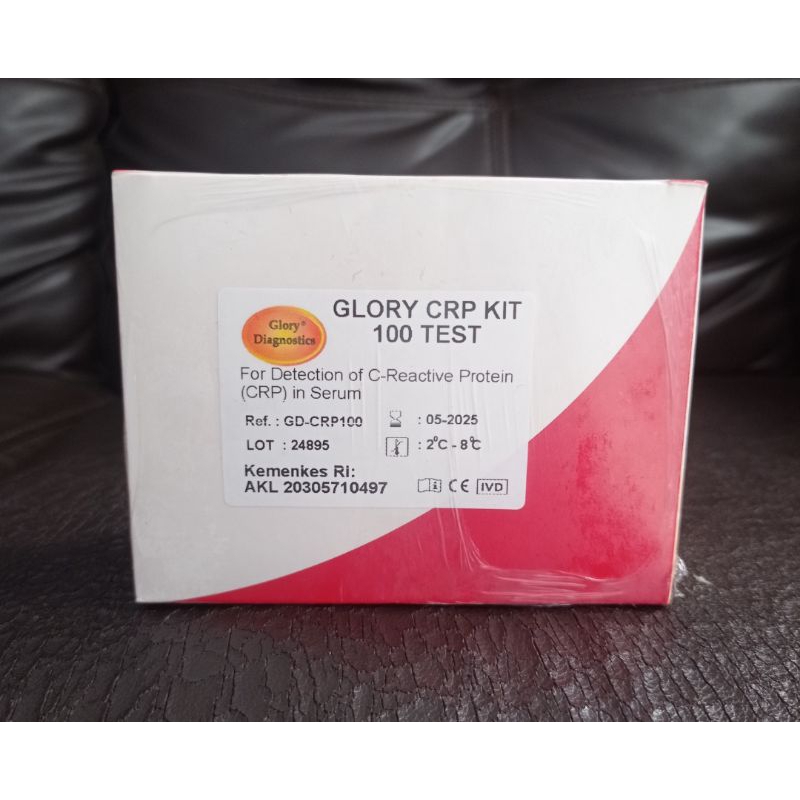 Glory®
Diagnostics
GLORY CRP KIT
100 TEST
For Detection of C-Reactive Protein
(CRP) in Serum
Ref. : GD-CRP100 : 05-2025
LOT : 24895 : 2°C - 8°C
Kemenkes Ri:
AKL 20305710497 CE IVD